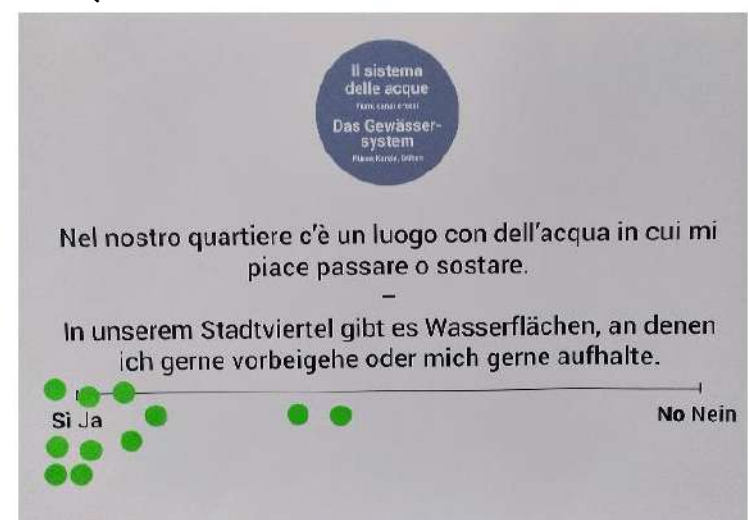 Il sistema
delle acque
Das Gewässer-
system
Nel nostro quartiere c'è un luogo con dell'acqua in cui mi
piace passare o sostare.
–
In unserem Stadtviertel gibt es Wasserflächen, an denen
ich gerne vorbeigehe oder mich gerne aufhalte.
Sì Ja
No Nein